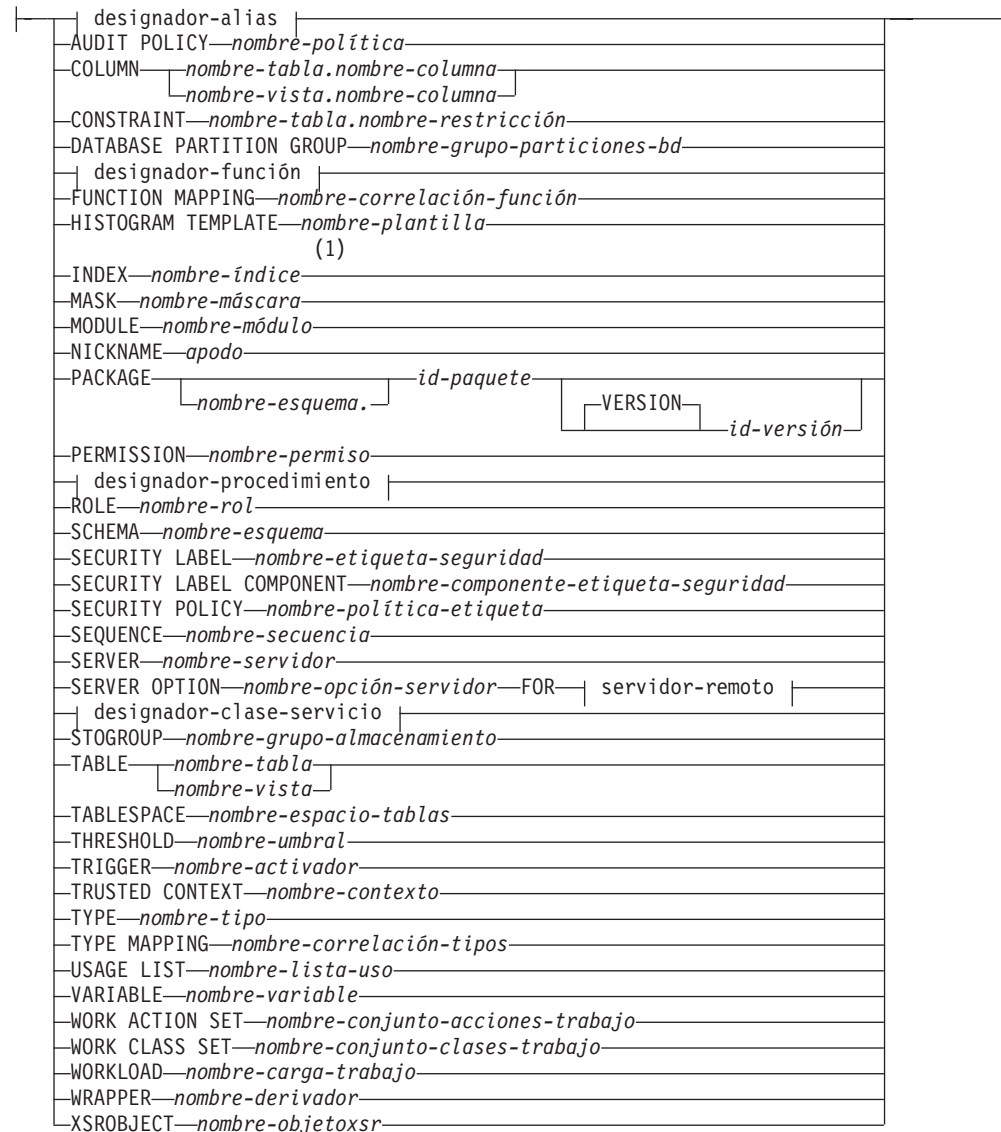 designador-alias
AUDIT POLICY nombre-política
COLUMN nombre-tabla.nombre-columna
nombre-vista.nombre-columna
CONSTRAINT nombre-tabla.nombre-restricción
DATABASE PARTITION GROUP nombre-grupo-particiones-bd
designador-función
FUNCTION MAPPING nombre-correlación-función
HISTOGRAM TEMPLATE nombre-plantilla
(1)
INDEX nombre-índice
MASK nombre-máscara
MODULE nombre-módulo
NICKNAME apodo
PACKAGE id-paquete
nombre-esquema. VERSION
id-versión
PERMISSION nombre-permiso
designador-procedimiento
ROLE nombre-rol
SCHEMA nombre-esquema
SECURITY LABEL nombre-etiqueta-seguridad
SECURITY LABEL COMPONENT nombre-componente-etiqueta-seguridad
SECURITY POLICY nombre-política-etiqueta
SEQUENCE nombre-secuencia
SERVER nombre-servidor
SERVER OPTION nombre-opción-servidor FOR servidor-remoto
designador-clase-servicio
STOGROUP nombre-grupo-almacenamiento
TABLE nombre-tabla
nombre-vista
TABLESPACE nombre-espacio-tablas
THRESHOLD nombre-umbral
TRIGGER nombre-activador
TRUSTED CONTEXT nombre-contexto
TYPE nombre-tipo
TYPE MAPPING nombre-correlación-tipos
USAGE LIST nombre-lista-uso
VARIABLE nombre-variable
WORK ACTION SET nombre-conjunto-acciones-trabajo
WORK CLASS SET nombre-conjunto-clases-trabajo
WORKLOAD nombre-carga-trabajo
WRAPPER nombre-derivador
XSROBJECT nombre-objetoxsr